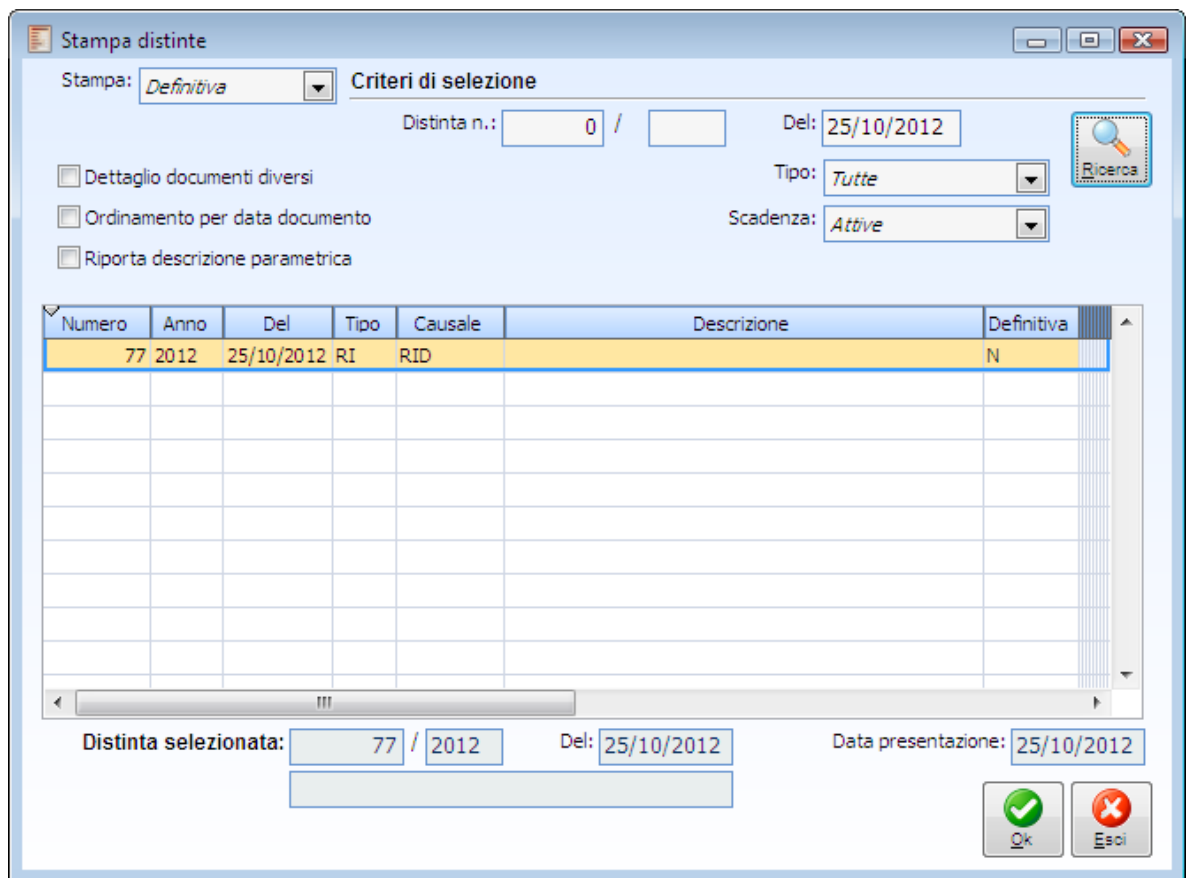 Stampa distinte
Stampa: Definitiva Criteri di selezione
Distinta n.: 0 / Del: 25/10/2012
Ricerca
Dettaglio documenti diversi Tipo: Tutte
Ordinamento per data documento Scadenza: Attive
Riporta descrizione parametrica
Numero Anno Del Tipo Causale Descrizione Definitiva
77 2012 25/10/2012 RI RID N
Distinta selezionata: 77 / 2012 Del: 25/10/2012 Data presentazione: 25/10/2012
Ok Esci